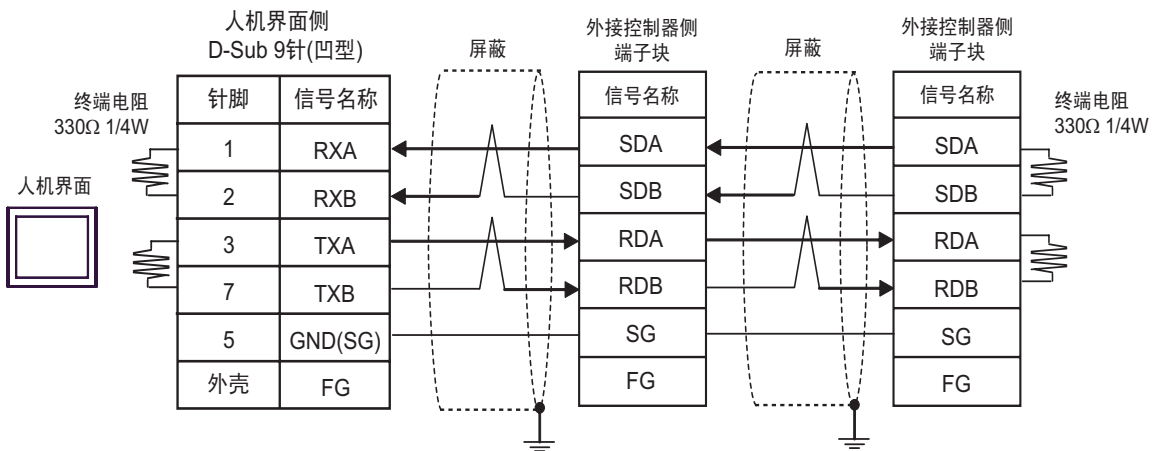 人机界面侧
D-Sub 9针(凹型)
屏蔽
外接控制器侧
端子块
屏蔽
外接控制器侧
端子块
终端电阻
330Ω 1/4W
针脚 信号名称
信号名称
信号名称
终端电阻
330Ω 1/4W
1 RXA
SDA
SDA
2 RXB
SDB
SDB
人机界面
3 TXA
RDA
RDA
7 TXB
RDB
RDB
5 GND(SG)
SG
SG
外壳 FG
FG
FG